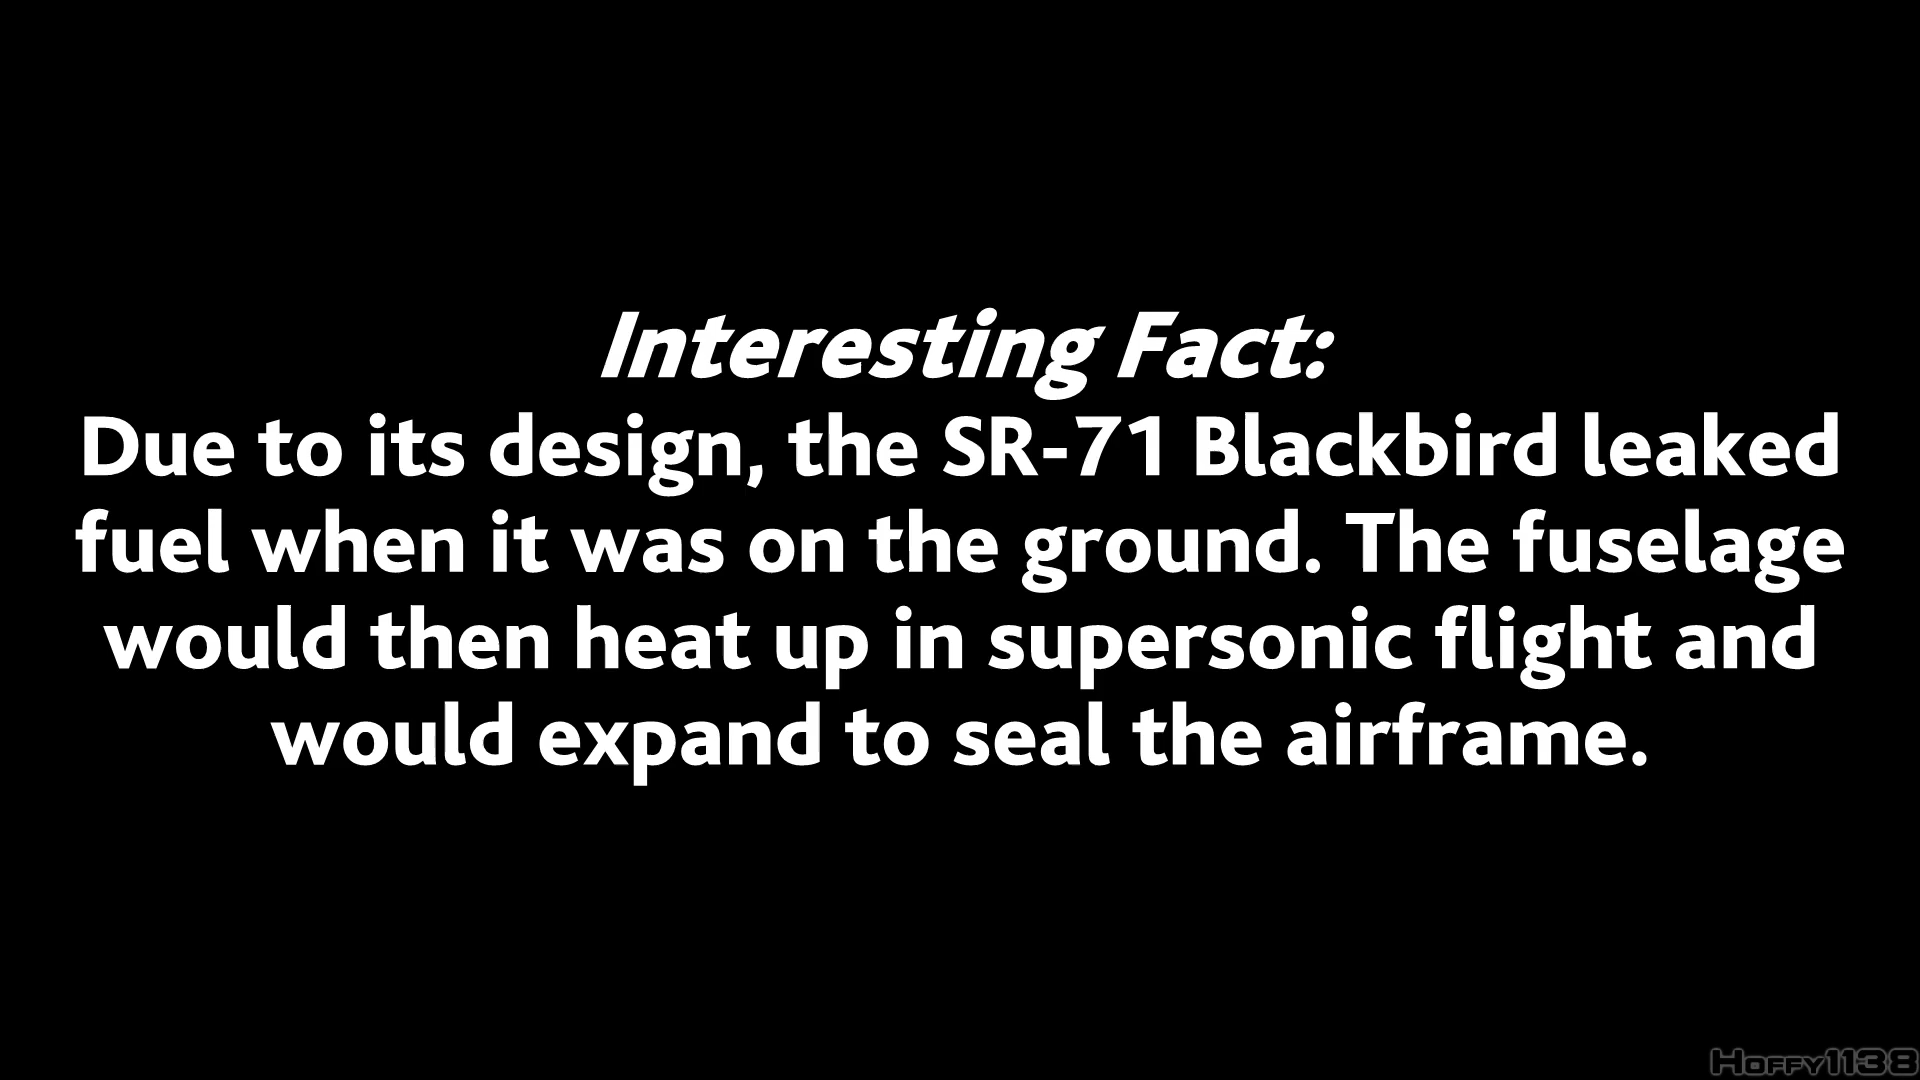 Interesting Fact:
Due to its design, the SR-71 Blackbird leaked
fuel when it was on the ground. The fuselage
would then heat up in supersonic flight and
would expand to seal the airframe.
Hoffy1138